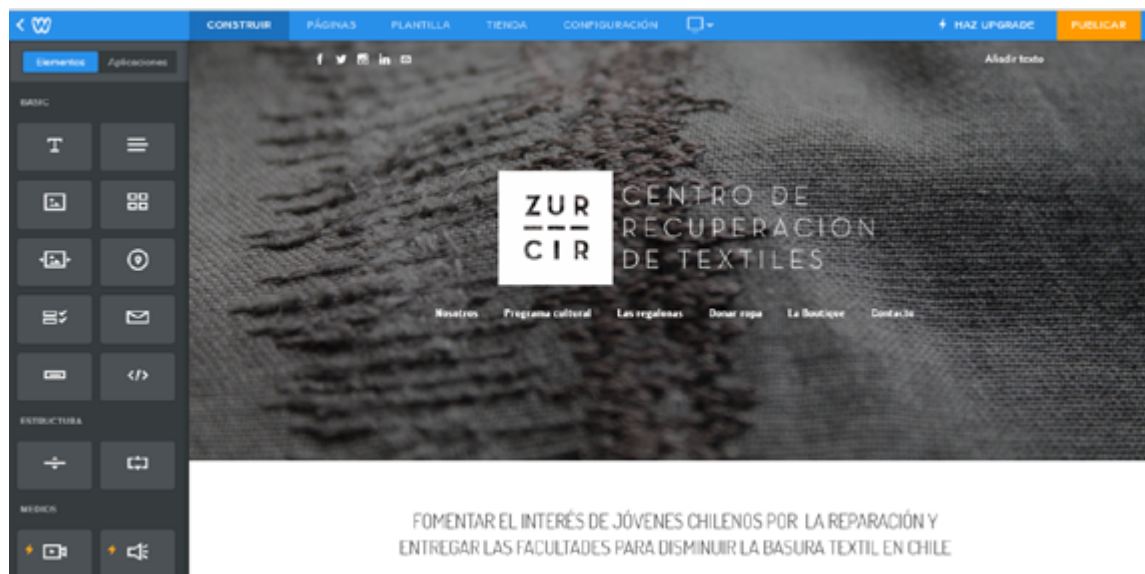 CONSTRUIR PÁGINAS PLANTILLA TIENDA CONFIGURACIÓN HAZ UPGRADE PUBLICAR
Elementos Aplicaciones
Añadir texto
BASIC
ZUR
CIR
CENTRO DE
RECUPERACIÓN
DE TEXTILES
Nosotros Programa cultural Las regalonas Donar ropa La Boutique Contacto
ESTRUCTURA
MEDIOS
FOMENTAR EL INTERÉS DE JÓVENES CHILENOS POR LA REPARACIÓN Y
ENTREGAR LAS FACULTADES PARA DISMINUIR LA BASURA TEXTIL EN CHILE